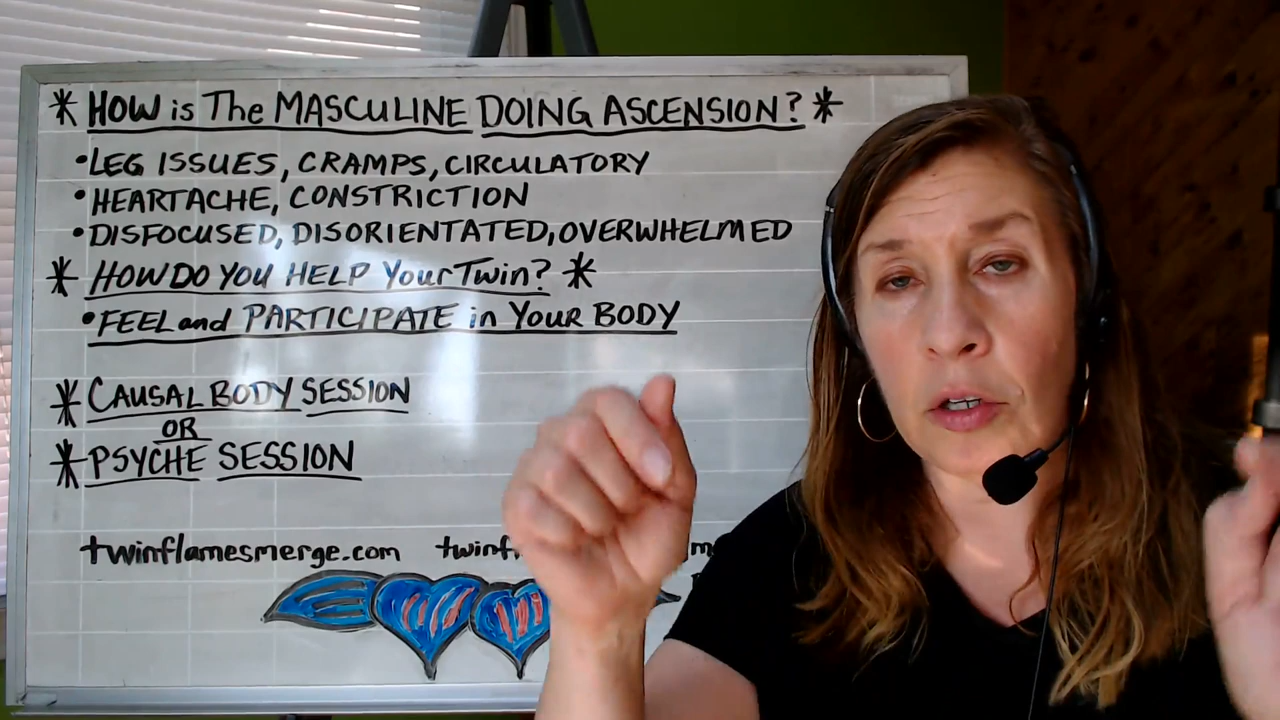 * HOW is The MASCULINE DOING ASCENSION? *
• LEG ISSUES, CRAMPS, CIRCULATORY
• HEARTACHE, CONSTRICTION
• DISFOCUSED, DISORIENTATED, OVERWHELMED
* HOW DO YOU HELP Your Twin? *
• FEEL and PARTICIPATE in Your BODY
* CAUSAL BODY SESSION
OR
* PSYCHE SESSION
twinflamesmerge.com